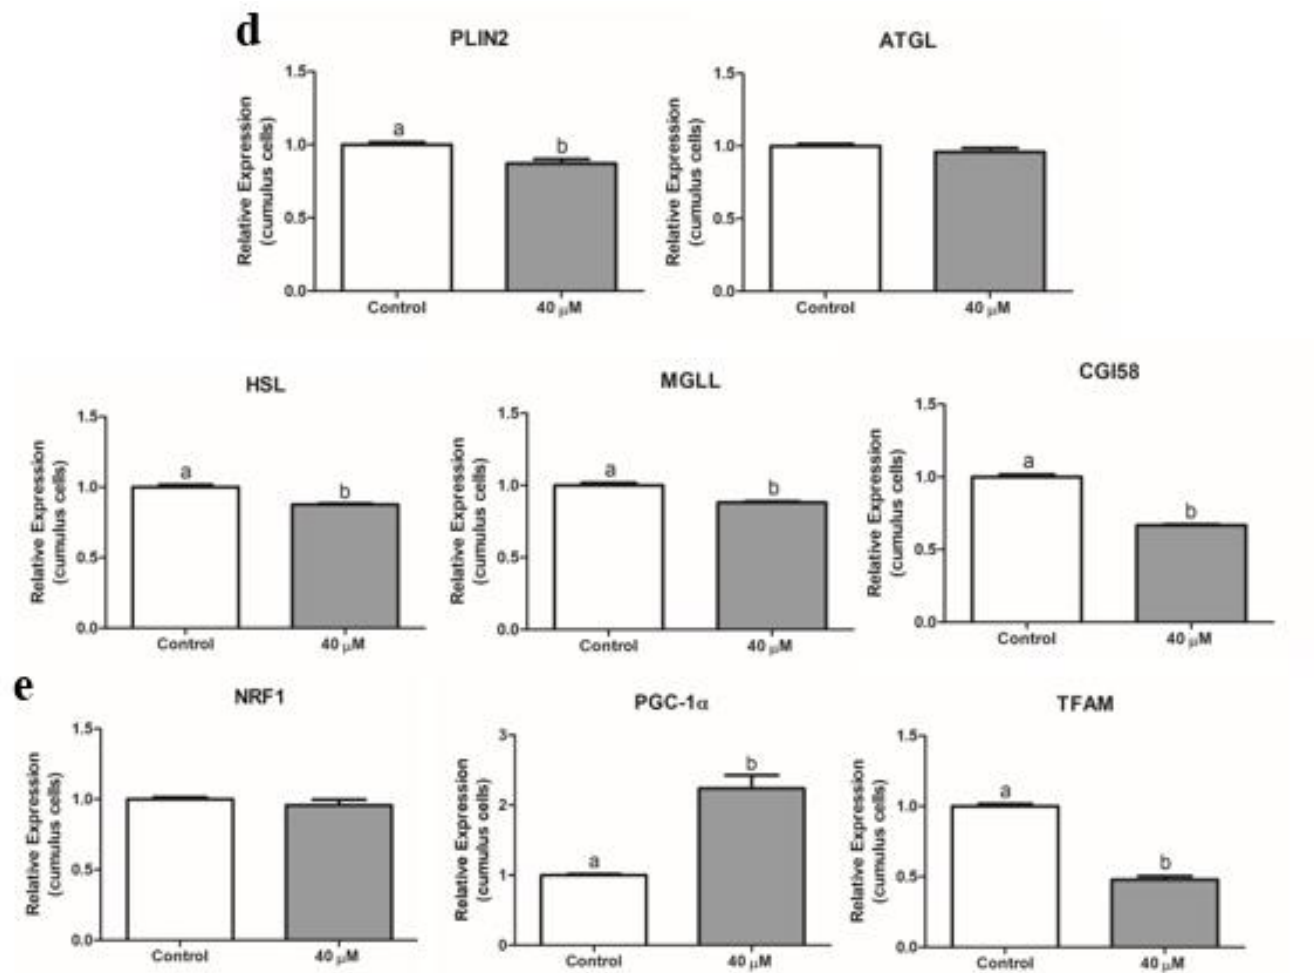 d
PLIN2
Relative Expression
(cumulus cells)
1.5
1.0
0.5
0.0
a
b
Control
40 μM
ATGL
Relative Expression
(cumulus cells)
1.5
1.0
0.5
0.0
Control
40 μM
HSL
Relative Expression
(cumulus cells)
1.5
1.0
0.5
0.0
a
b
Control
40 μM
MGLL
Relative Expression
(cumulus cells)
1.5
1.0
0.5
0.0
a
b
Control
40 μM
CGI58
Relative Expression
(cumulus cells)
1.5
1.0
0.5
0.0
a
b
Control
40 μM
e
NRF1
Relative Expression
(cumulus cells)
1.5
1.0
0.5
0.0
Control
40 μM
PGC-1α
Relative Expression
(cumulus cells)
3
2
1
0
a
b
Control
40 μM
TFAM
Relative Expression
(cumulus cells)
1.5
1.0
0.5
0.0
a
b
Control
40 μM